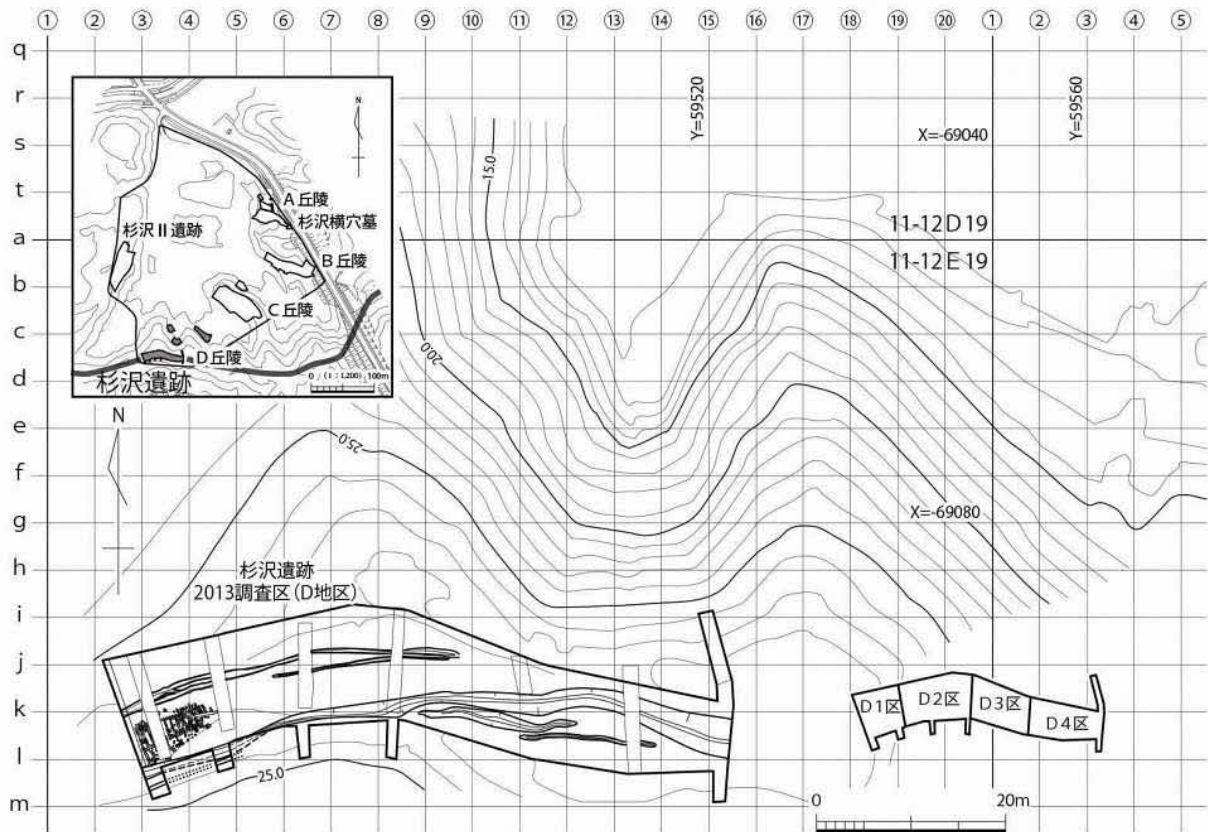 ① ② ③ ④ ⑤ ⑥ ⑦ ⑧ ⑨ ⑩ ⑪ ⑫ ⑬ ⑭ ⑮ ⑯ ⑰ ⑱ ⑲ ⑳ ① ② ③ ④ ⑤
q
r
s
t
a
b
c
d
e
f
g
h
i
j
k
l
m
N
A丘陵
杉沢横穴墓
杉沢Ⅱ遺跡
B丘陵
C丘陵
D丘陵
杉沢遺跡
0 (1:1,200) 100m
Y=59520
Y=59560
X=-69040
15.0
11-12D19
11-12E19
20.0
N
25.0
X=-69080
杉沢遺跡
2013調査区(D地区)
D1区 D2区 D3区 D4区
25.0
0 20m